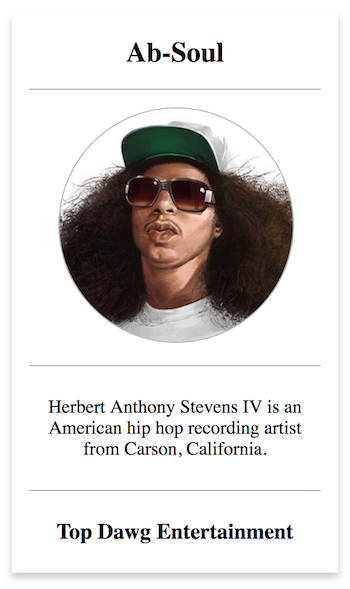 Ab-Soul
Herbert Anthony Stevens IV is an
American hip hop recording artist
from Carson, California.
Top Dawg Entertainment